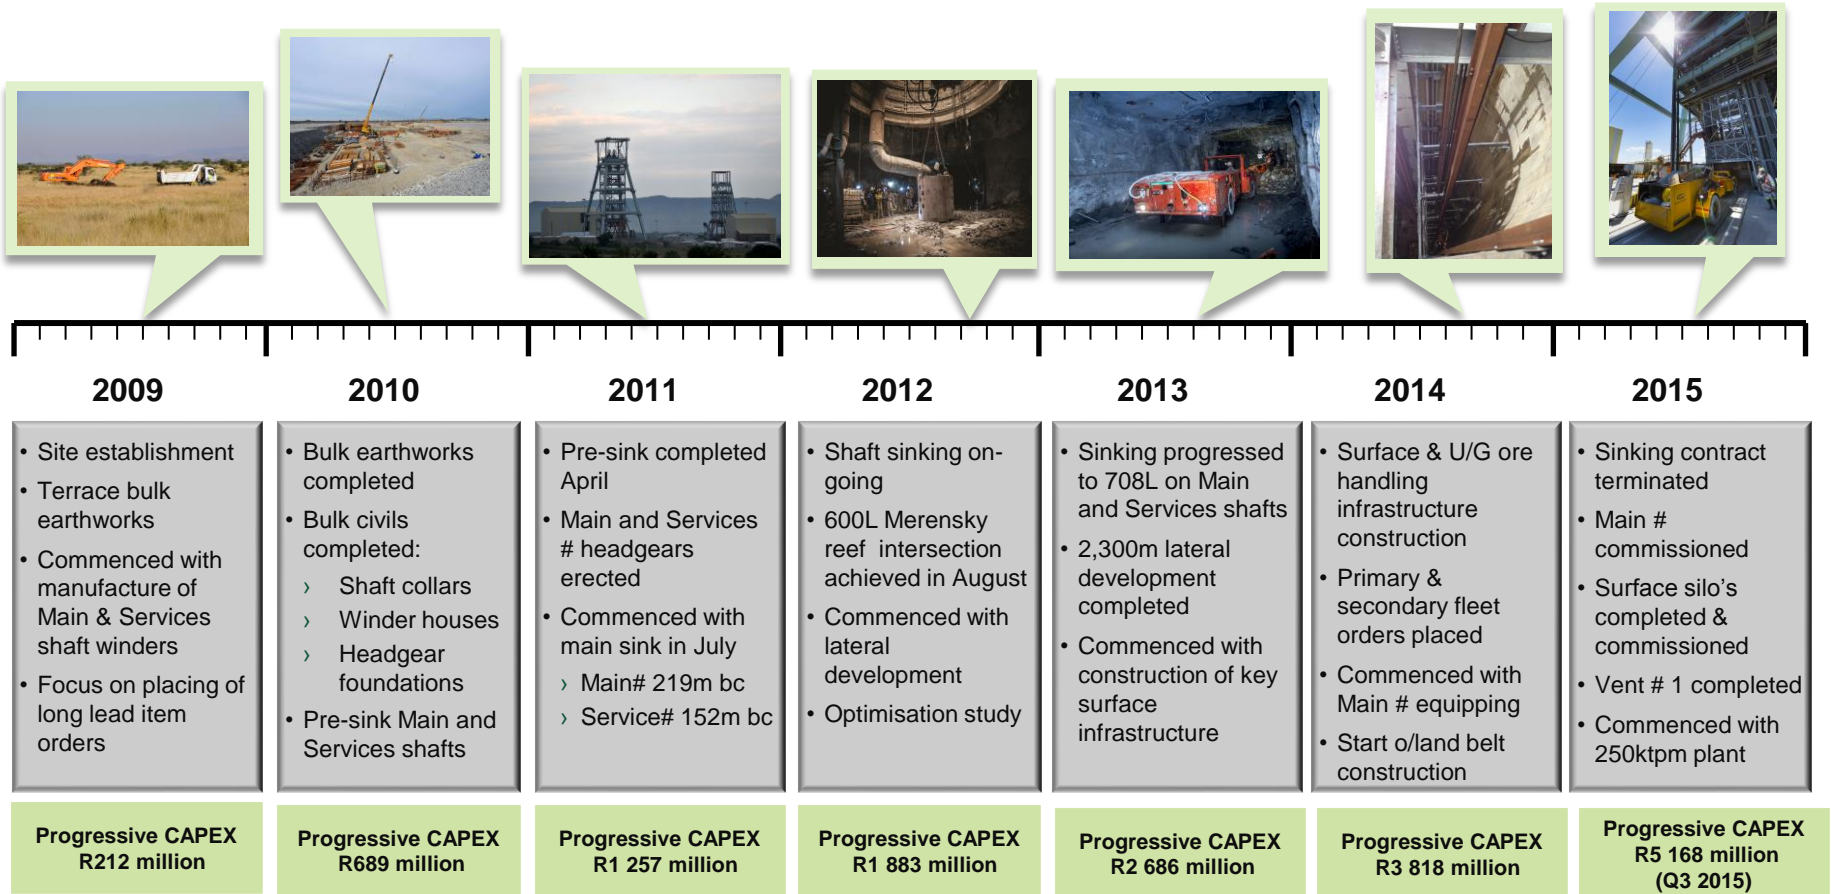 2009
2010
2011
2012
2013
2014
2015
• Site establishment
• Terrace bulk
earthworks
• Commenced with
manufacture of
Main & Services
shaft winders
• Focus on placing of
long lead item
orders
• Bulk earthworks
completed
• Bulk civils
completed:
› Shaft collars
› Winder houses
› Headgear
foundations
• Pre-sink Main and
Services shafts
• Pre-sink completed
April
• Main and Services
# headgears
erected
• Commenced with
main sink in July
› Main# 219m bc
› Service# 152m bc
• Shaft sinking on-
going
• 600L Merensky
reef intersection
achieved in August
• Commenced with
lateral
development
• Optimisation study
• Sinking progressed
to 708L on Main
and Services shafts
• 2,300m lateral
development
completed
• Commenced with
construction of key
surface
infrastructure
• Surface & U/G ore
handling
infrastructure
construction
• Primary &
secondary fleet
orders placed
• Commenced with
Main # equipping
• Start o/land belt
construction
• Sinking contract
terminated
• Main #
commissioned
• Surface silo's
completed &
commissioned
• Vent # 1 completed
• Commenced with
250ktpm plant
Progressive CAPEX
R212 million
Progressive CAPEX
R689 million
Progressive CAPEX
R1 257 million
Progressive CAPEX
R1 883 million
Progressive CAPEX
R2 686 million
Progressive CAPEX
R3 818 million
Progressive CAPEX
R5 168 million
(Q3 2015)